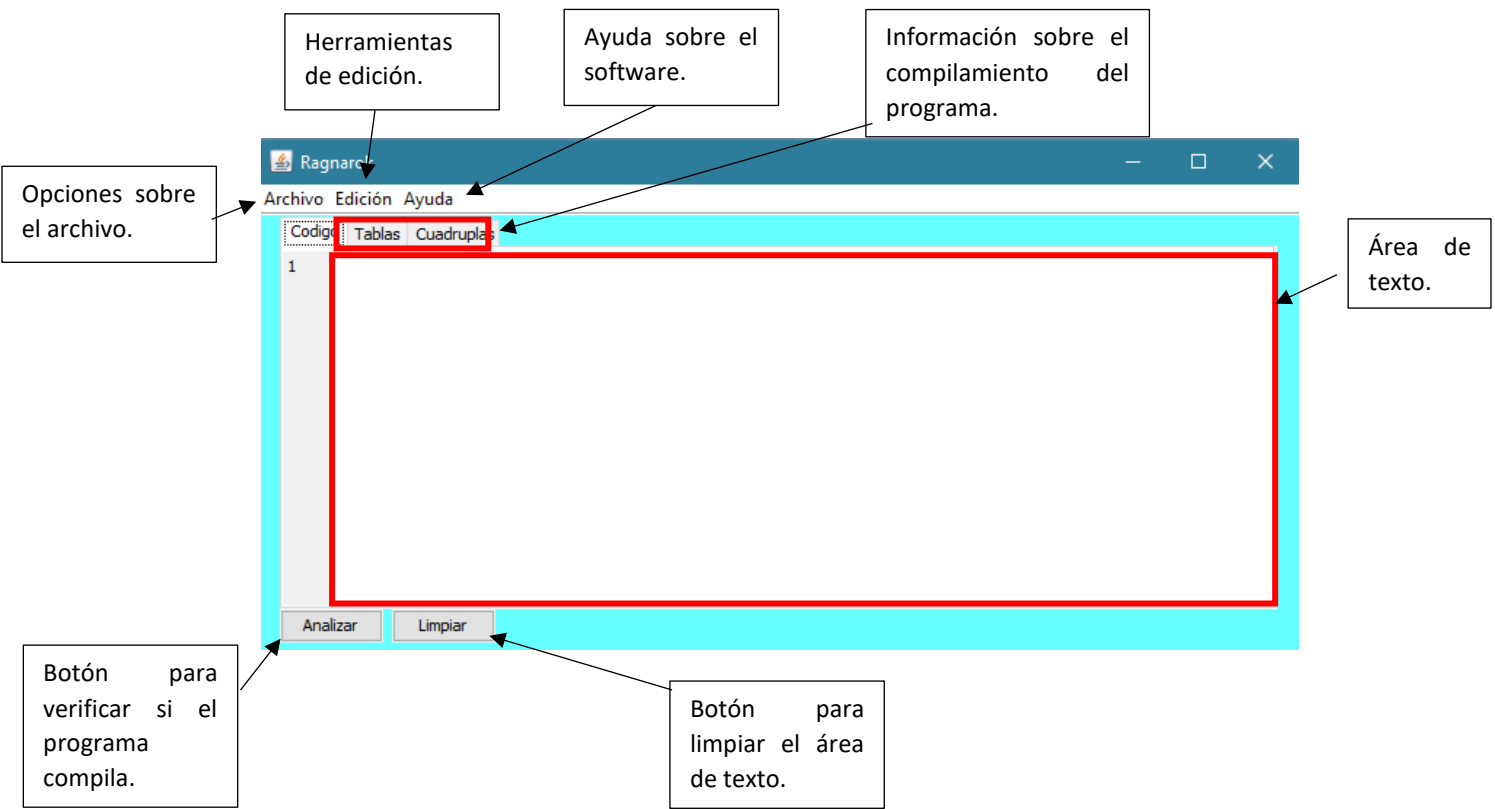 Herramientas
de edición.
Ayuda sobre el
software.
Información sobre el
compilamiento del
programa.
Opciones sobre
el archivo.
Ragnarok
Archivo Edición Ayuda
Codigo Tablas Cuadruplas
1
Área de
texto.
Analizar Limpiar
Botón para
verificar si el
programa
compila.
Botón para
limpiar el área
de texto.